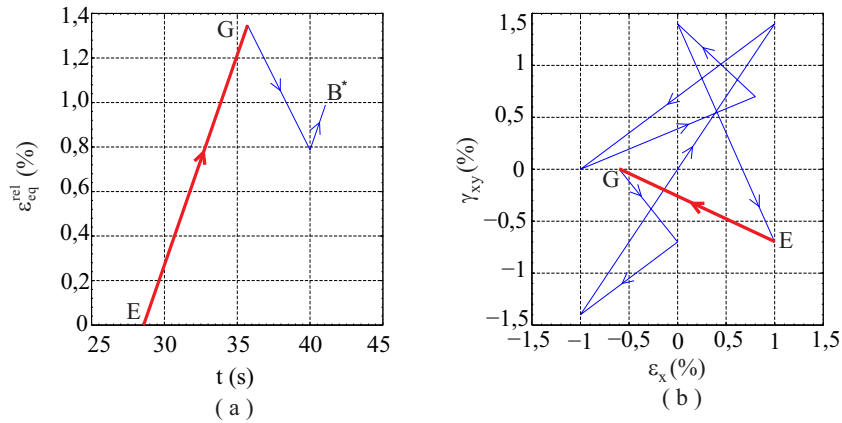 1.4
1,2
1,0
0,8
0,6
0,4
0,2
0
25 30 35 40 45
ε_eq^rel (%)
t (s)
E
G
B*
( a )
1,5
1
0.5
0
−0,5
−1
−1,5
−1,5 −1 −0,5 0 0,5 1 1,5
γ_xy (%)
ε_x (%)
G
E
( b )